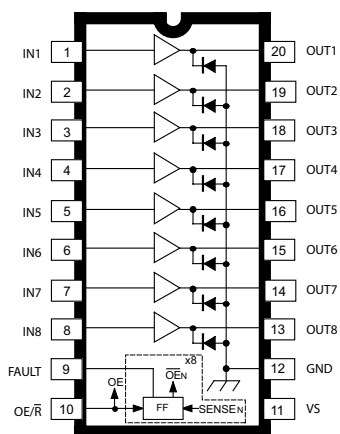 IN1 1 20 OUT1
IN2 2 19 OUT2
IN3 3 18 OUT3
IN4 4 17 OUT4
IN5 5 16 OUT5
IN6 6 15 OUT6
IN7 7 14 OUT7
IN8 8 13 OUT8
x8
FAULT 9 OE O̅E̅N 12 GND
OE/R̅ 10 FF SENSEN 11 VS